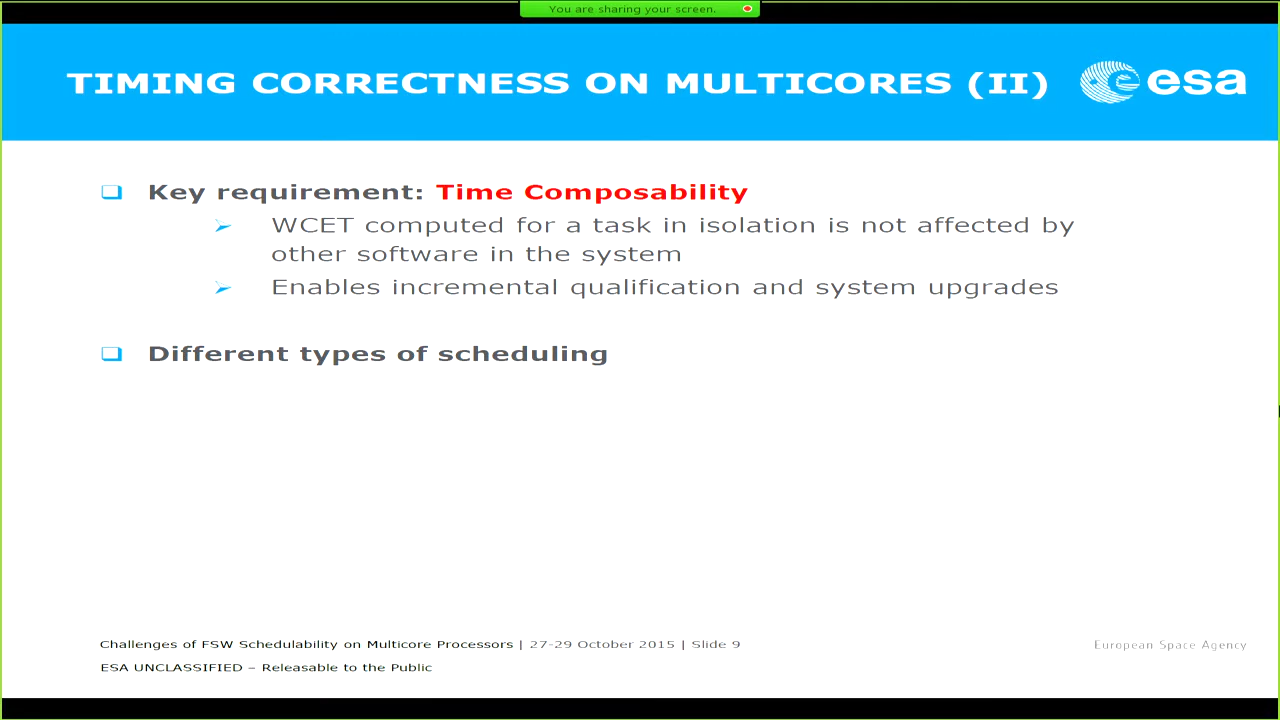 You are sharing your screen.
TIMING CORRECTNESS ON MULTICORES (II)
esa
Key requirement: Time Composability
WCET computed for a task in isolation is not affected by
other software in the system
Enables incremental qualification and system upgrades
Different types of scheduling
Challenges of FSW Schedulability on Multicore Processors | 27-29 October 2015 | Slide 9
European Space Agency
ESA UNCLASSIFIED – Releasable to the Public